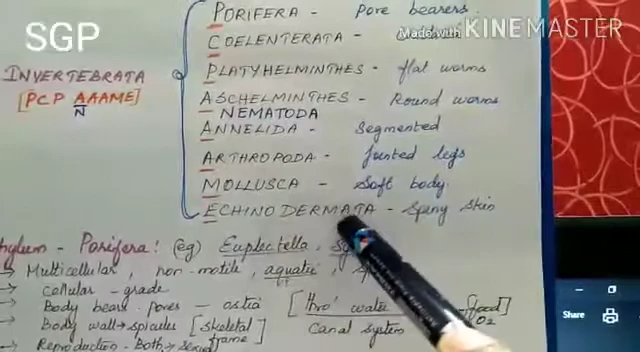 SGP
Made with KINEMASTER
INVERTEBRATA
[PCP AAAME]
N
PORIFERA - Pore bearers.
COELENTERATA -
PLATYHELMINTHES - flat worms
ASCHELMINTHES - Round worms
NEMATODA
ANNELIDA - Segmented
ARTHROPODA - Jointed legs
MOLLUSCA - Soft body.
ECHINODERMATA - Spiny skin
hylum - Porifera: (eg) Euplectella,
→ Multicellular, non-motile, aquatic,
→ cellular - grade
→ Body bears pores - ostia [thro' water - food]
O2
→ Body wall → spicules [skeletal frame] Canal system
→ Reproduction - Both → sexual
Share